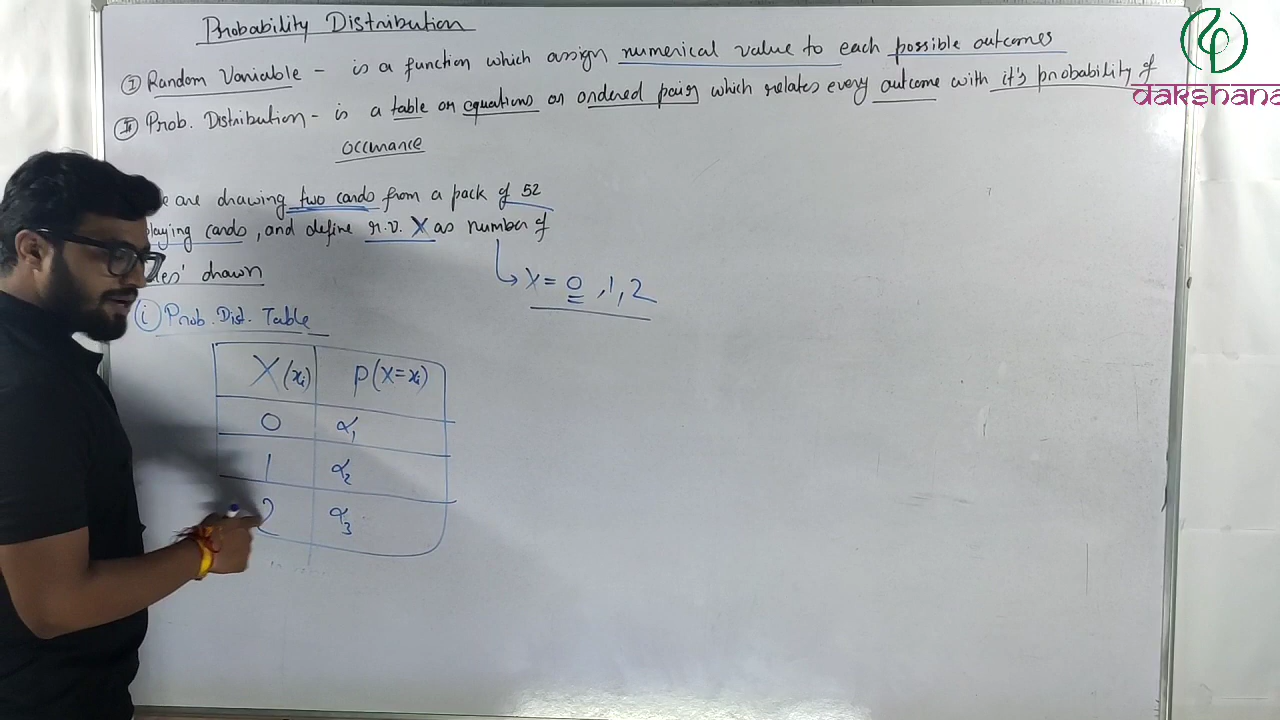 Probability Distribution
I Random Variable - is a function which assign numerical value to each possible outcomes
II Prob. Distribution - is a table or equations or ordered pairs which relates every outcome with it's probability of
occurance
dakshana
are drawing two cards from a pack of 52
playing cards, and define r.v. X as number of
drawn
X = 0, 1, 2
(i) Prob. Dist. Table
X (xi) P(X=xi)
0 α1
1 α2
2 α3